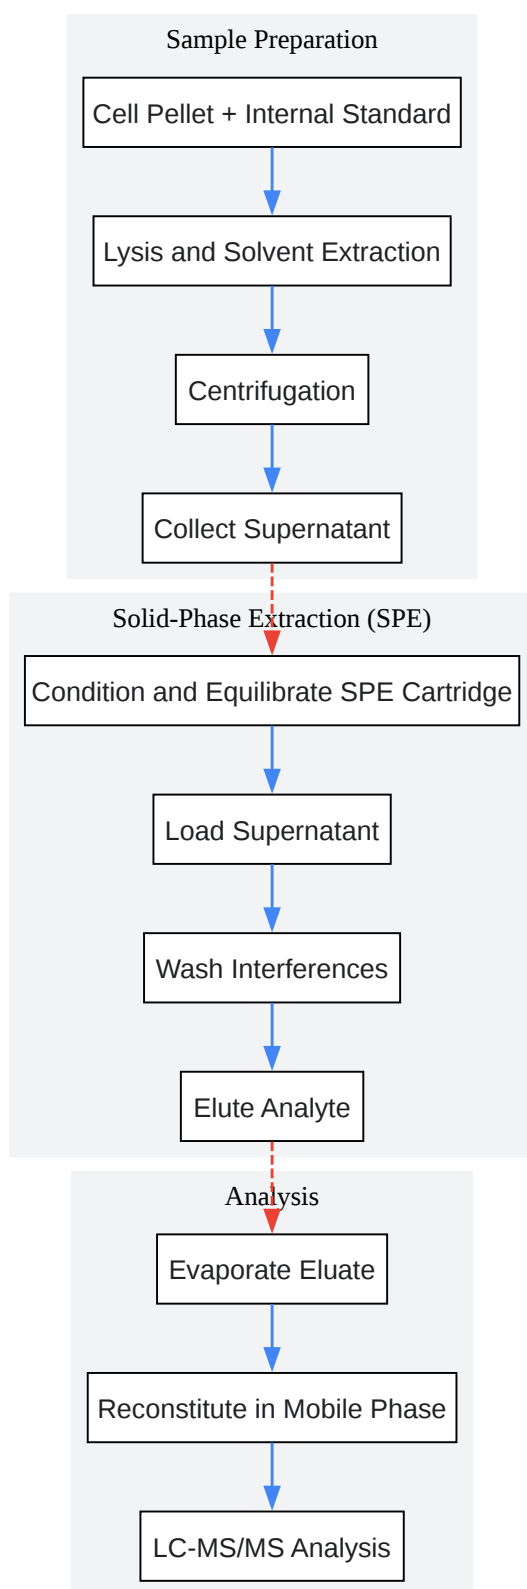 Sample Preparation
Cell Pellet + Internal Standard
Lysis and Solvent Extraction
Centrifugation
Collect Supernatant
Solid-Phase Extraction (SPE)
Condition and Equilibrate SPE Cartridge
Load Supernatant
Wash Interferences
Elute Analyte
Analysis
Evaporate Eluate
Reconstitute in Mobile Phase
LC-MS/MS Analysis